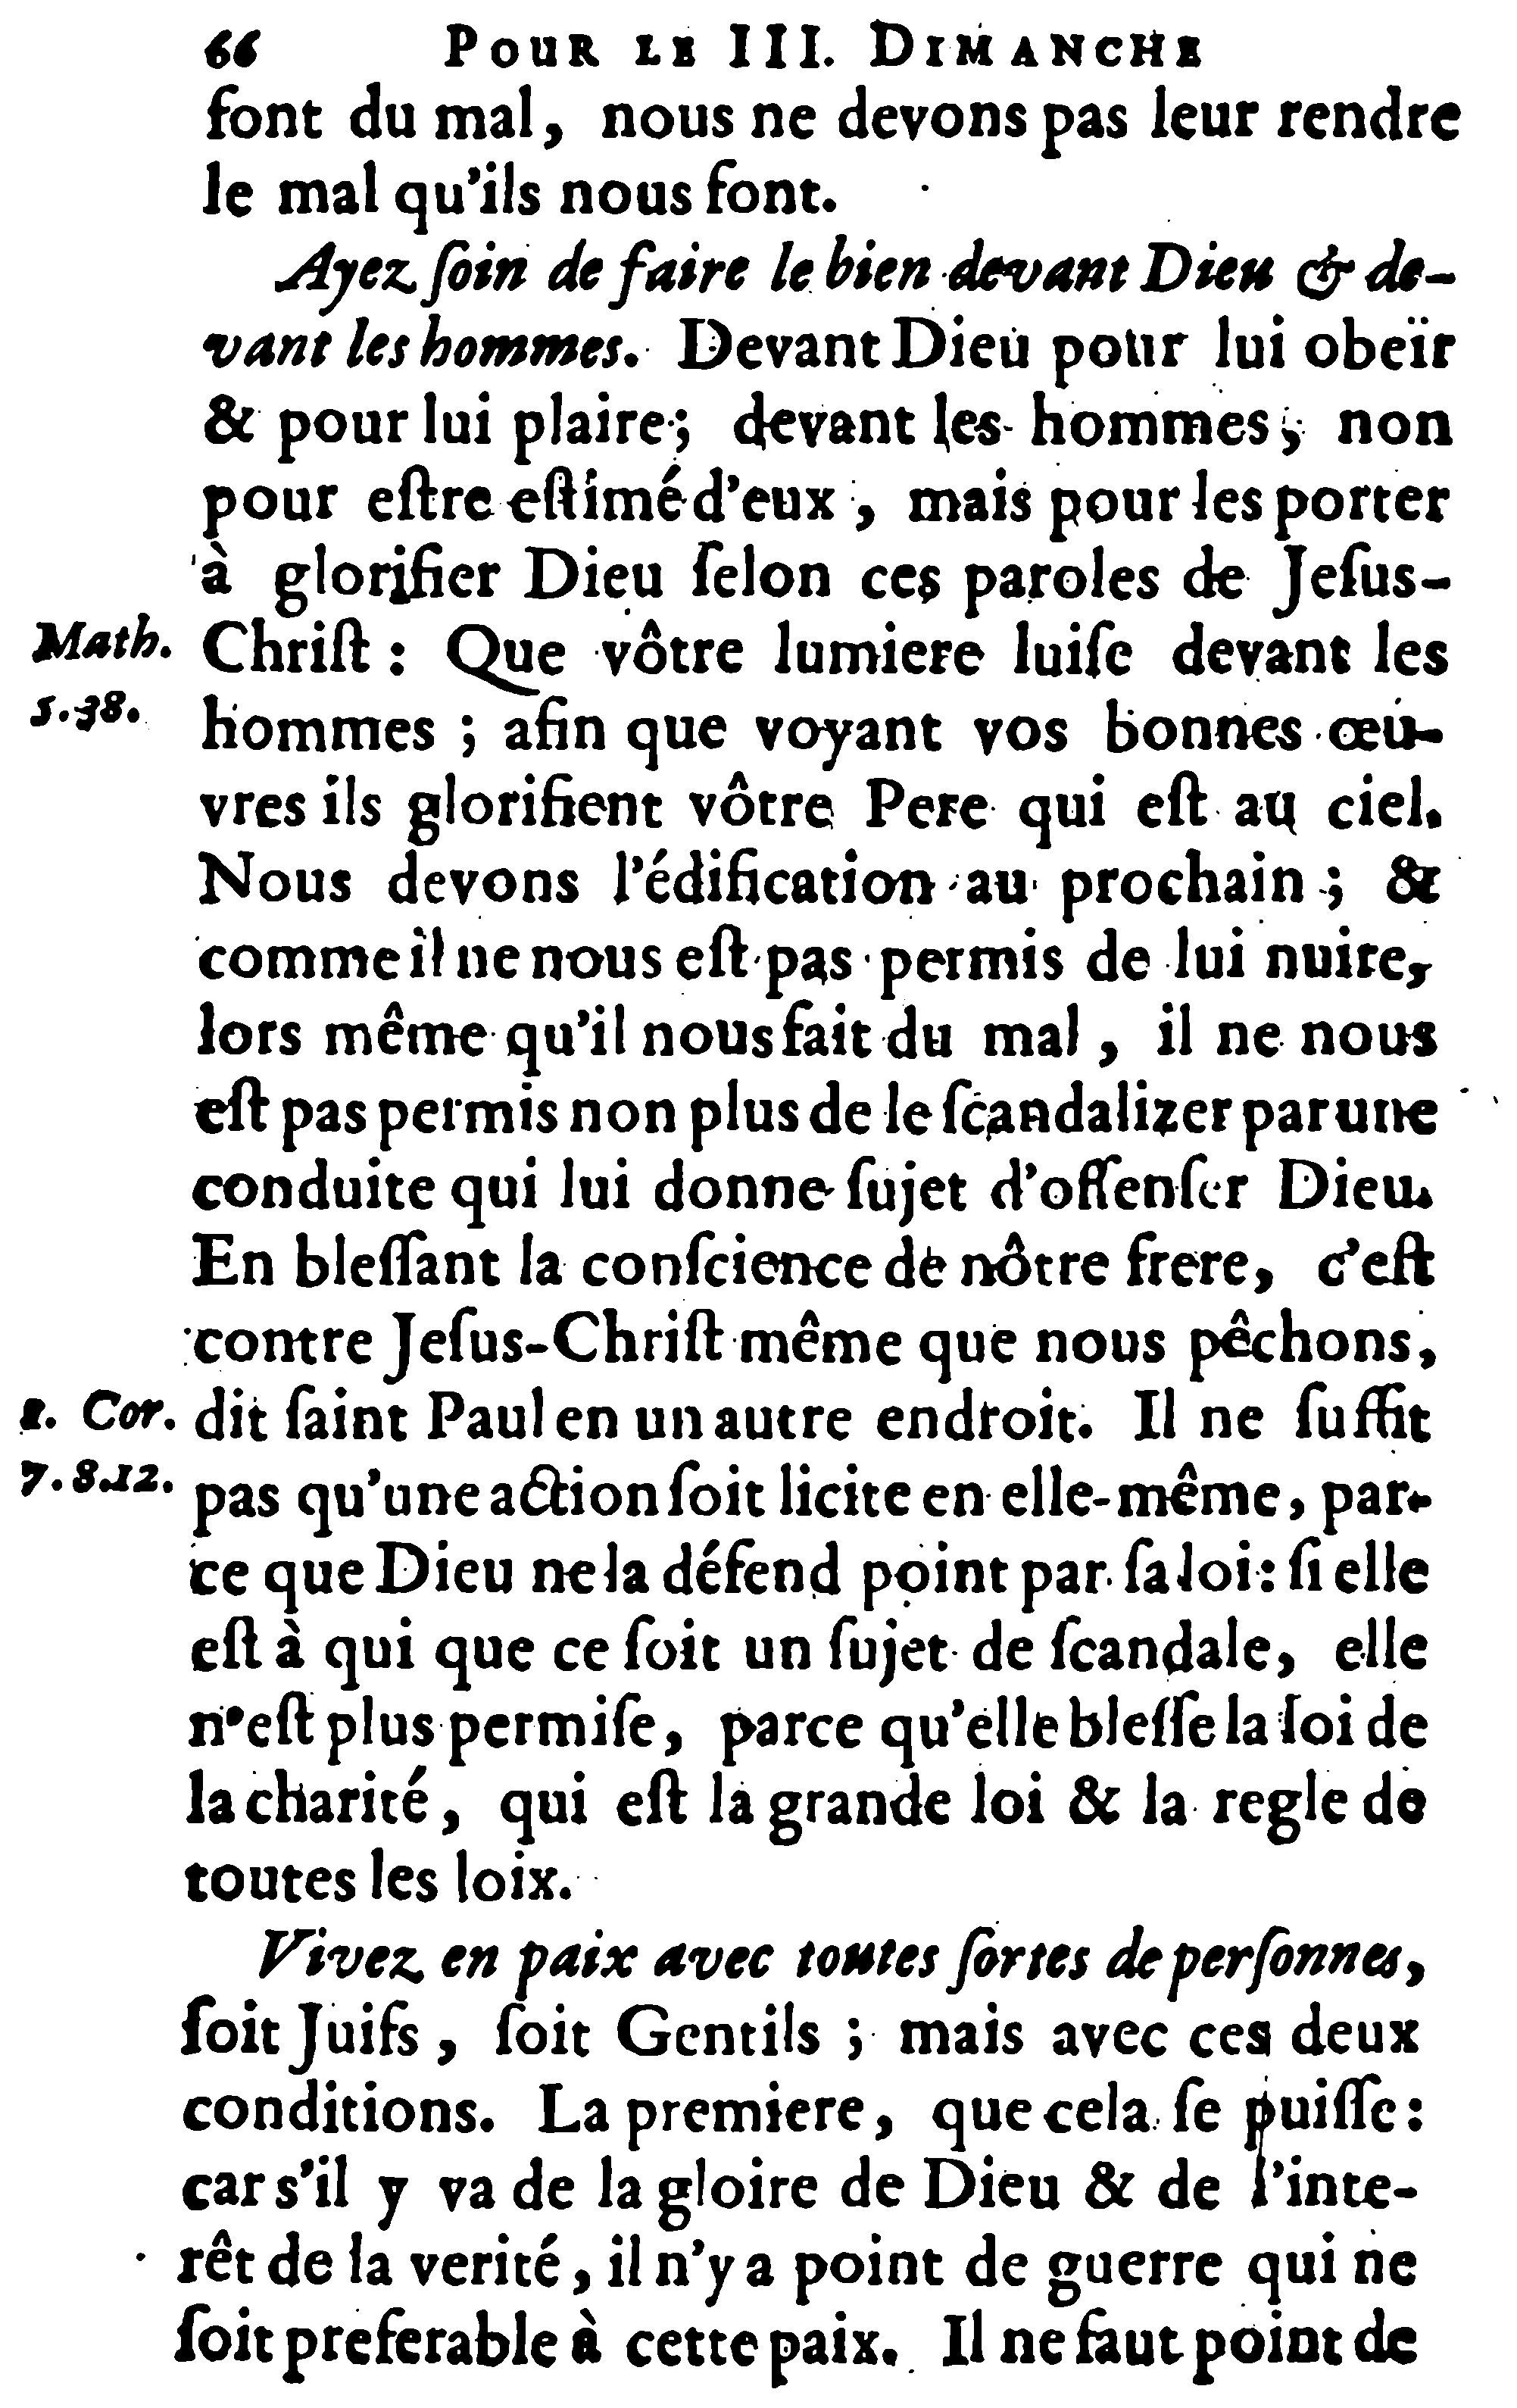 66 POUR LE III. DIMANCHE
font du mal, nous ne devons pas leur rendre
le mal qu'ils nous font.
Ayez ſoin de faire le bien devant Dieu & de-
vant les hommes. Devant Dieu pour lui obeïr
& pour lui plaire ; devant les hommes, non
pour eſtre eſtimé d'eux, mais pour les porter
à glorifier Dieu ſelon ces paroles de Jeſus-
Math. Chriſt : Que vôtre lumiere luiſe devant les
5.38. hommes ; afin que voyant vos bonnes œu-
vres ils glorifient vôtre Pere qui eſt au ciel.
Nous devons l'édification au prochain ; &
comme il ne nous eſt pas permis de lui nuire,
lors même qu'il nous fait du mal, il ne nous
eſt pas permis non plus de le ſcandalizer par une
conduite qui lui donne ſujet d'offenſer Dieu.
En bleſſant la conſcience de nôtre frere, c'eſt
contre Jeſus-Chriſt même que nous pêchons,
1. Cor. dit ſaint Paul en un autre endroit. Il ne ſuffit
7.8.12. pas qu'une action ſoit licite en elle-même, par-
ce que Dieu ne la défend point par ſa loi : ſi elle
eſt à qui que ce ſoit un ſujet de ſcandale, elle
n'eſt plus permiſe, parce qu'elle bleſſe la loi de
la charité, qui eſt la grande loi & la regle de
toutes les loix.
Vivez en paix avec toutes ſortes de perſonnes,
ſoit Juifs, ſoit Gentils ; mais avec ces deux
conditions. La premiere, que cela ſe puiſſe :
car s'il y va de la gloire de Dieu & de l'inte-
rêt de la verité, il n'y a point de guerre qui ne
ſoit preferable à cette paix. Il ne faut point de